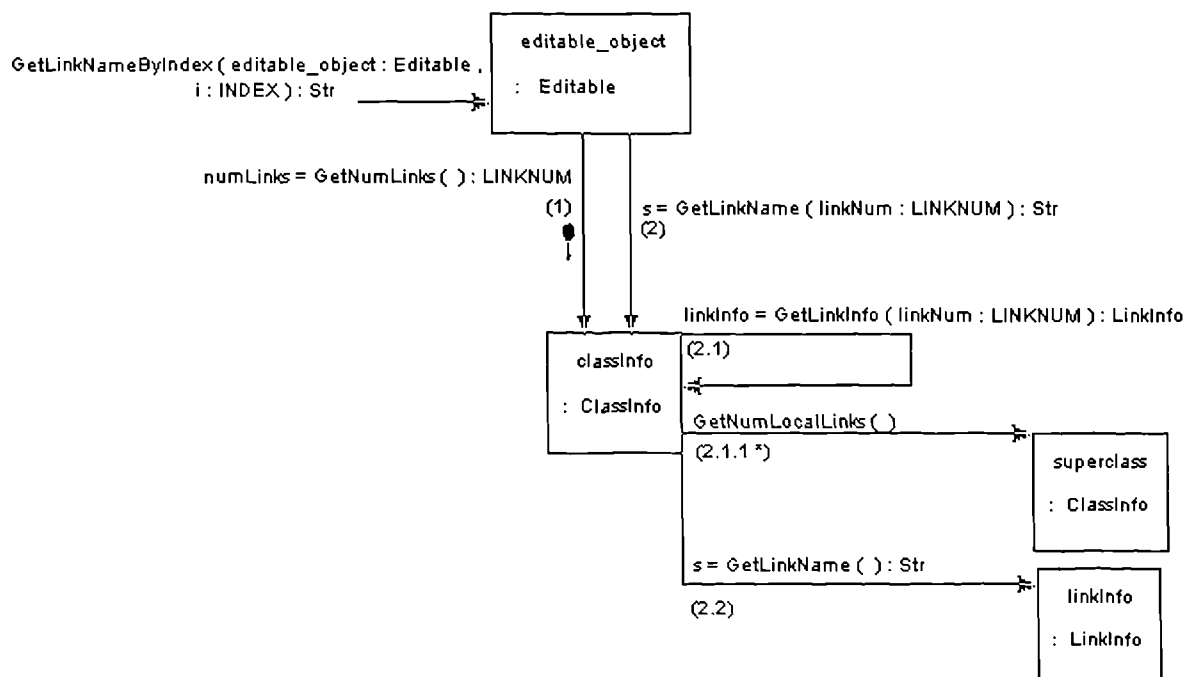 editable_object
: Editable
GetLinkNameByIndex ( editable_object : Editable ,
i : INDEX ) : Str
numLinks = GetNumLinks ( ) : LINKNUM
(1)
s = GetLinkName ( linkNum : LINKNUM ) : Str
(2)
linkInfo = GetLinkInfo ( linkNum : LINKNUM ) : LinkInfo
(2.1)
classInfo
: ClassInfo
GetNumLocalLinks ( )
(2.1.1 *)
superclass
: ClassInfo
s = GetLinkName ( ) : Str
(2.2)
linkInfo
: LinkInfo